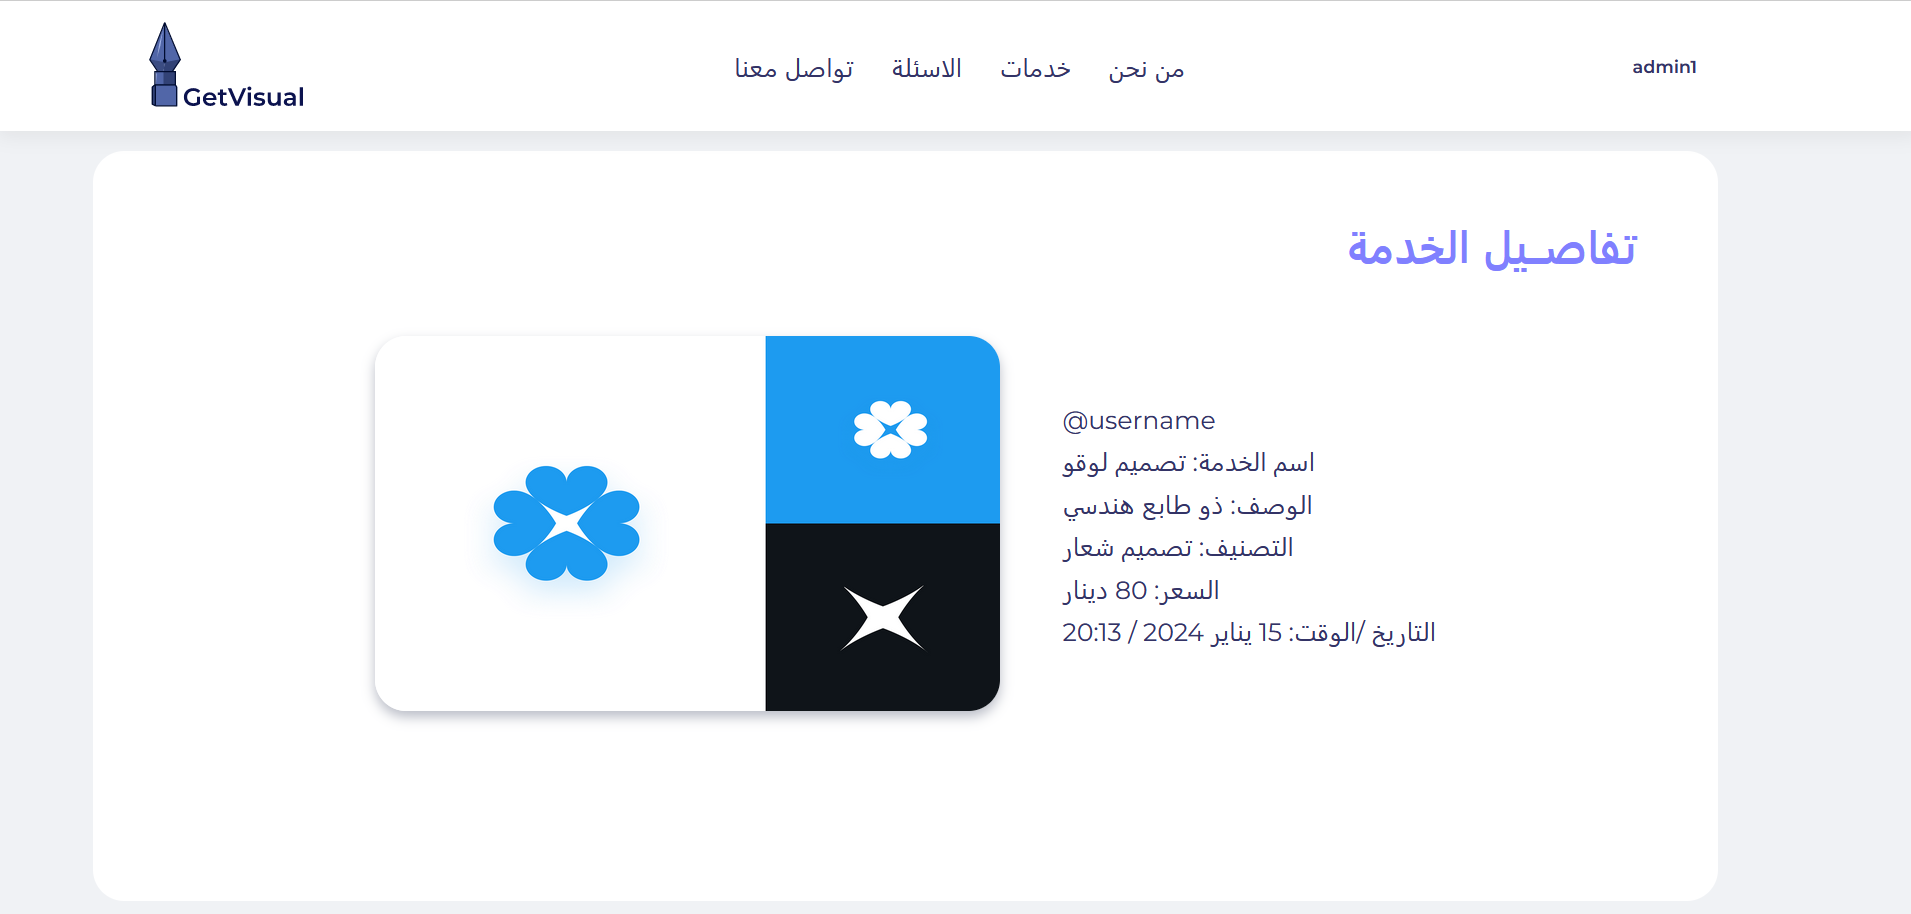 GetVisual
من نحن
خدمات
الاسئلة
تواصل معنا
admin1
تفاصيل الخدمة
@username
اسم الخدمة: تصميم لوقو
الوصف: ذو طابع هندسي
التصنيف: تصميم شعار
السعر: 80 دينار
التاريخ /الوقت: 15 يناير 2024 / 20:13